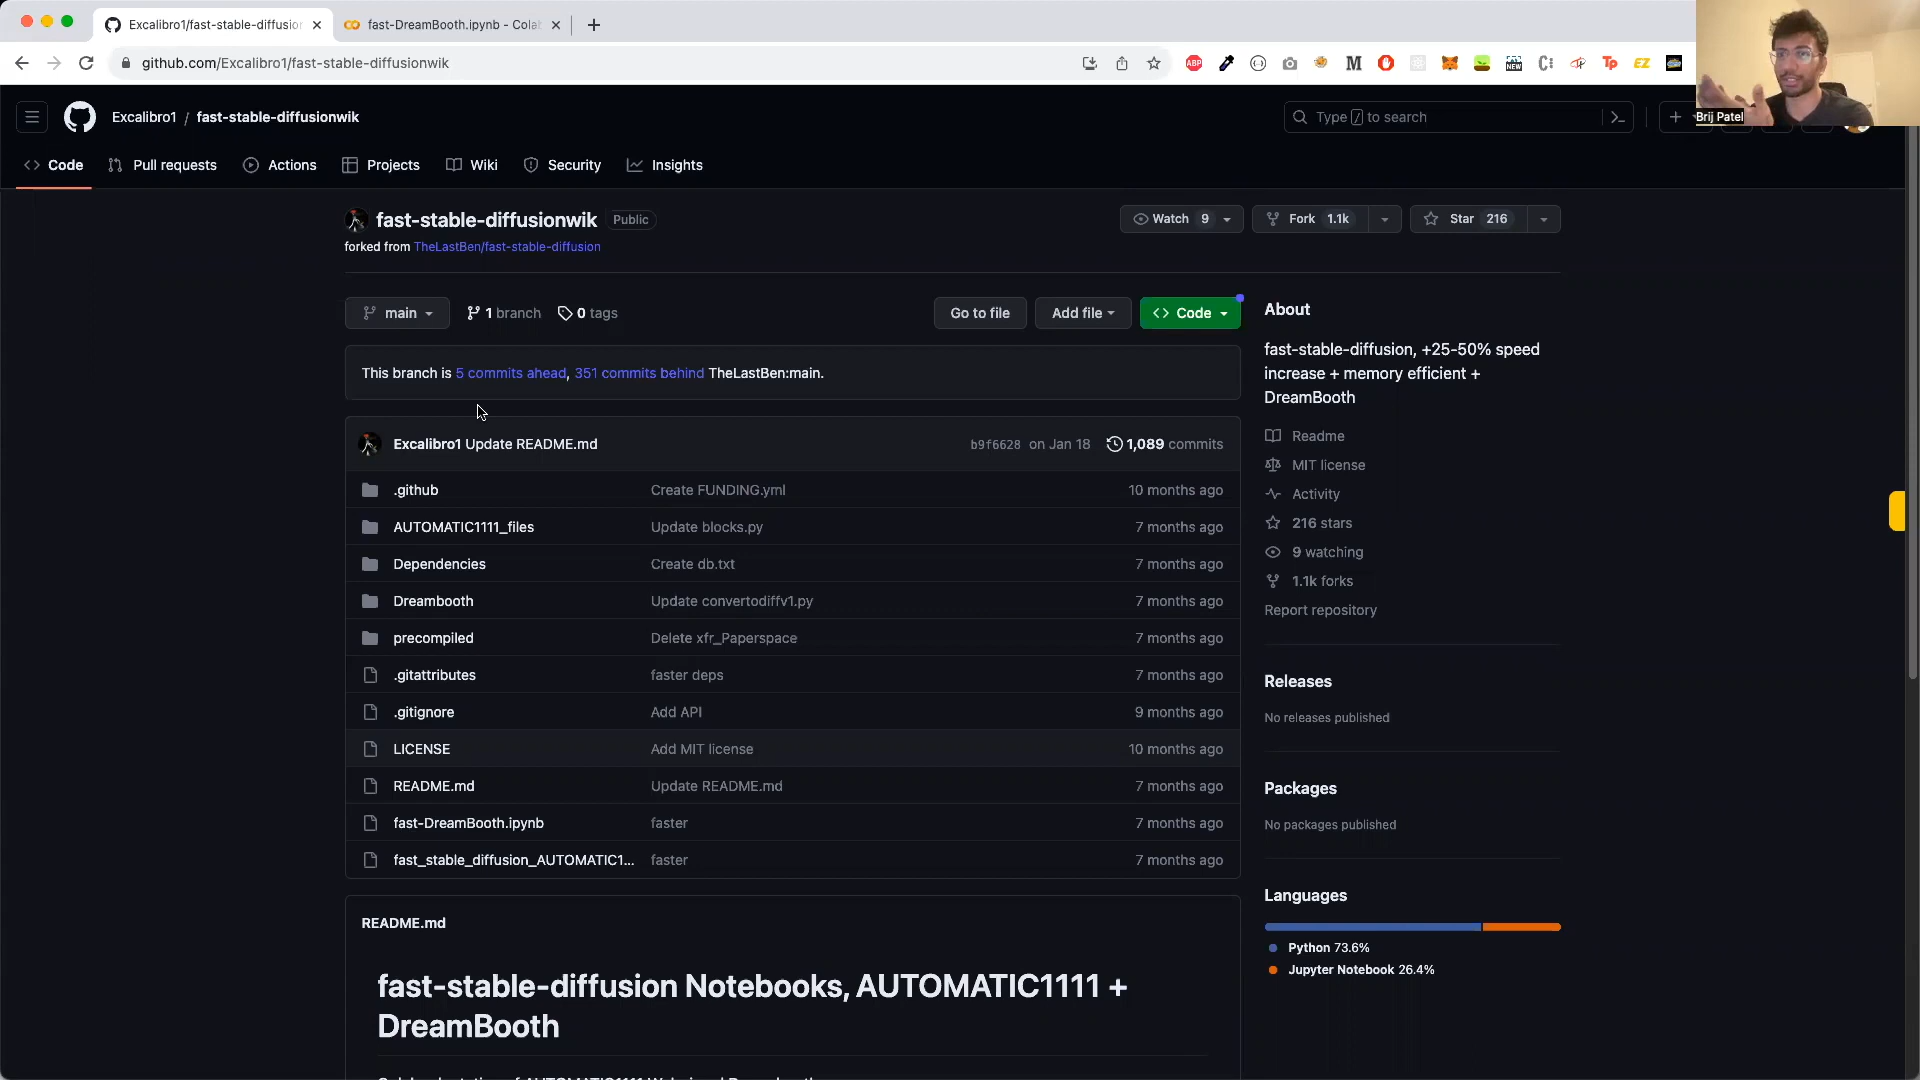 Excalibro1/fast-stable-diffusion
fast-DreamBooth.ipynb - Cola
github.com/Excalibro1/fast-stable-diffusionwik
ABP
M
NEW
C
Tp
EZ
Brij Patel
Excalibro1 / fast-stable-diffusionwik
Type / to search
Code
Pull requests
Actions
Projects
Wiki
Security
Insights
fast-stable-diffusionwik Public
Watch 9
Fork 1.1k
Star 216
forked from TheLastBen/fast-stable-diffusion
main
1 branch
0 tags
Go to file
Add file
Code
This branch is 5 commits ahead, 351 commits behind TheLastBen:main.
Excalibro1 Update README.md b9f6628 on Jan 18 1,089 commits
.github Create FUNDING.yml 10 months ago
AUTOMATIC1111_files Update blocks.py 7 months ago
Dependencies Create db.txt 7 months ago
Dreambooth Update convertodiffv1.py 7 months ago
precompiled Delete xfr_Paperspace 7 months ago
.gitattributes faster deps 7 months ago
.gitignore Add API 9 months ago
LICENSE Add MIT license 10 months ago
README.md Update README.md 7 months ago
fast-DreamBooth.ipynb faster 7 months ago
fast_stable_diffusion_AUTOMATIC1... faster 7 months ago
README.md
fast-stable-diffusion Notebooks, AUTOMATIC1111 +
DreamBooth
About
fast-stable-diffusion, +25-50% speed
increase + memory efficient +
DreamBooth
Readme
MIT license
Activity
216 stars
9 watching
1.1k forks
Report repository
Releases
No releases published
Packages
No packages published
Languages
Python 73.6%
Jupyter Notebook 26.4%